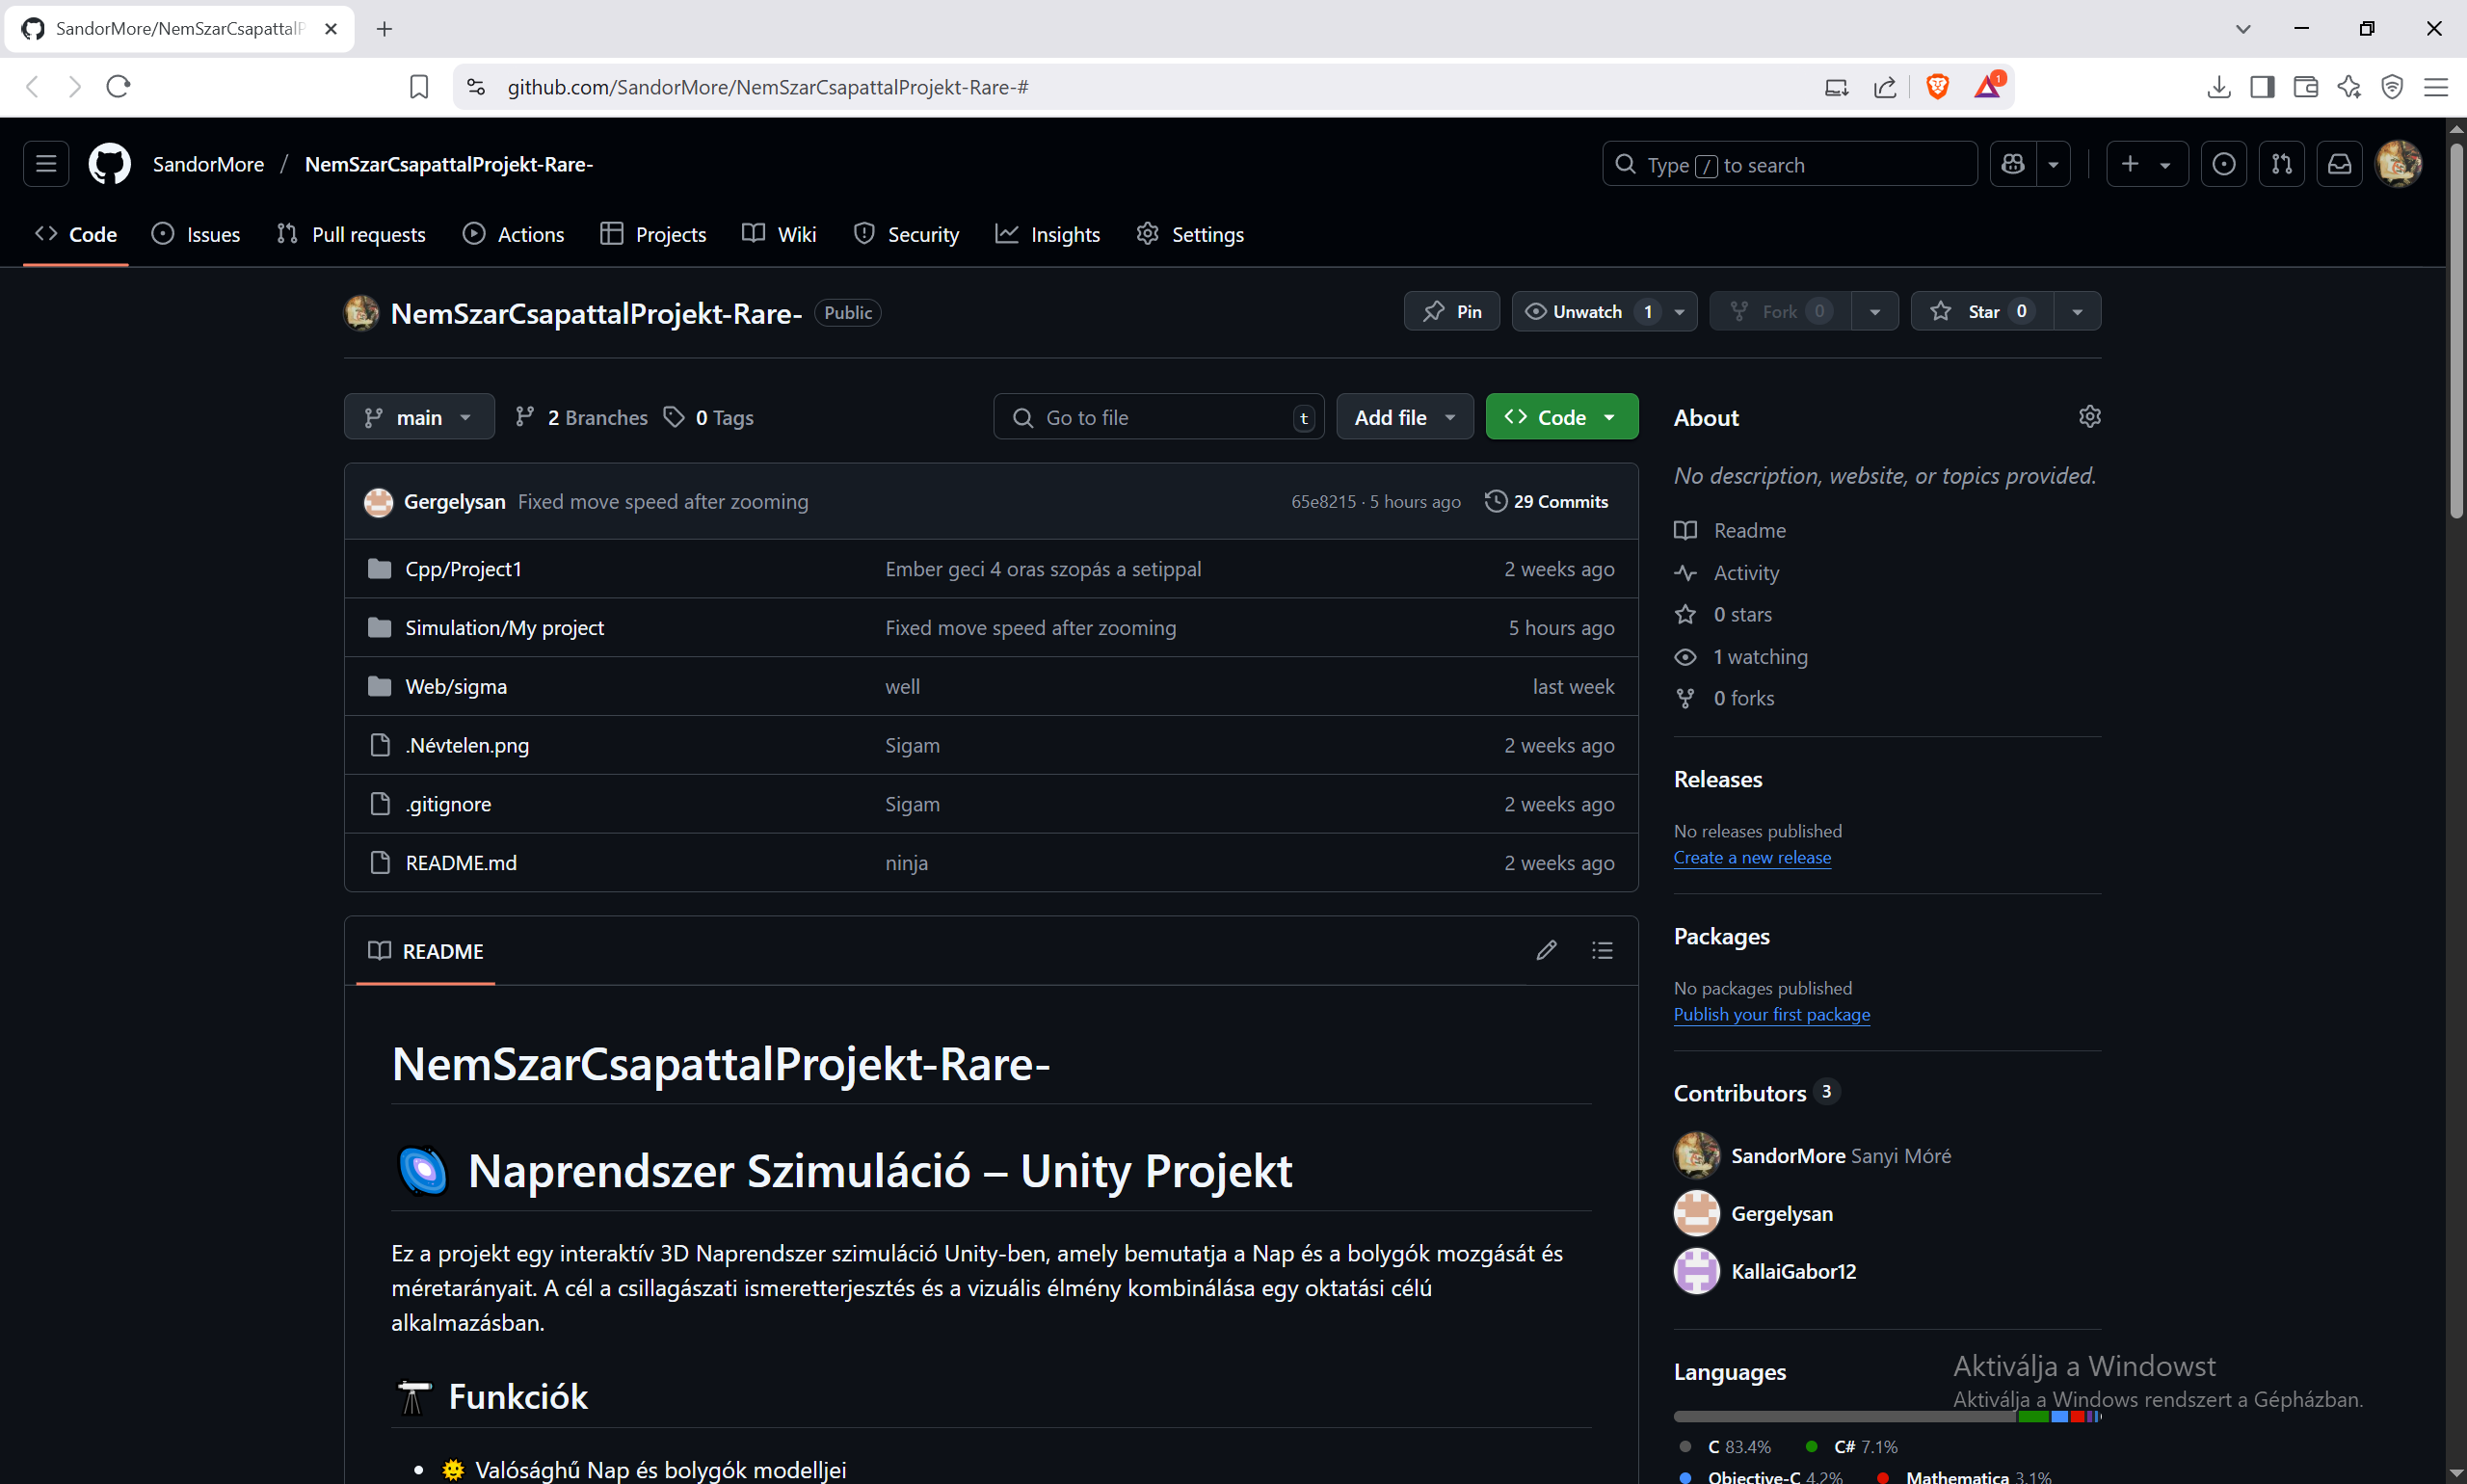 SandorMore/NemSzarCsapattalP
github.com/SandorMore/NemSzarCsapattalProjekt-Rare-#
1
SandorMore / NemSzarCsapattalProjekt-Rare-
Type / to search
Code Issues Pull requests Actions Projects Wiki Security Insights Settings
NemSzarCsapattalProjekt-Rare- Public
Pin Unwatch 1 Fork 0 Star 0
main 2 Branches 0 Tags
Go to file t Add file Code
Gergelysan Fixed move speed after zooming 65e8215 · 5 hours ago 29 Commits
Cpp/Project1 Ember geci 4 oras szopás a setippal 2 weeks ago
Simulation/My project Fixed move speed after zooming 5 hours ago
Web/sigma well last week
.Névtelen.png Sigam 2 weeks ago
.gitignore Sigam 2 weeks ago
README.md ninja 2 weeks ago
README
NemSzarCsapattalProjekt-Rare-
Naprendszer Szimuláció – Unity Projekt
Ez a projekt egy interaktív 3D Naprendszer szimuláció Unity-ben, amely bemutatja a Nap és a bolygók mozgását és
méretarányait. A cél a csillagászati ismeretterjesztés és a vizuális élmény kombinálása egy oktatási célú
alkalmazásban.
Funkciók
• Valósághű Nap és bolygók modelljei
About
No description, website, or topics provided.
Readme
Activity
0 stars
1 watching
0 forks
Releases
No releases published
Create a new release
Packages
No packages published
Publish your first package
Contributors 3
SandorMore Sanyi Móré
Gergelysan
KallaiGabor12
Languages
C 83.4% C# 7.1%
Objective-C 4.2% Mathematica 3.1%
Aktiválja a Windowst
Aktiválja a Windows rendszert a Gépházban.